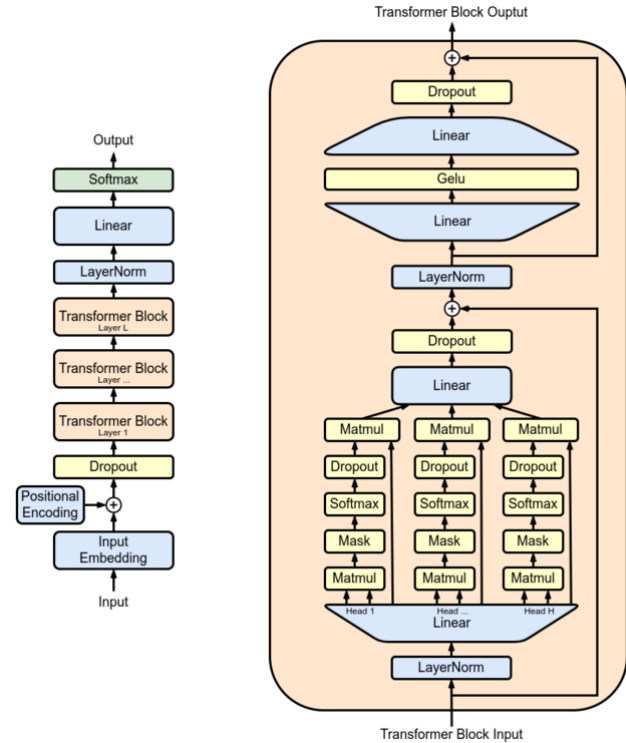 Output
Softmax
Linear
LayerNorm
Transformer Block
Layer L
Transformer Block
Layer ...
Transformer Block
Layer 1
Dropout
Positional
Encoding
+
Input
Embedding
Input
Transformer Block Ouptut
+
Dropout
Linear
Gelu
Linear
LayerNorm
+
Dropout
Linear
Matmul Matmul Matmul
Dropout Dropout Dropout
Softmax Softmax Softmax
Mask Mask Mask
Matmul Matmul Matmul
Head 1 Head ... Head H
Linear
LayerNorm
Transformer Block Input